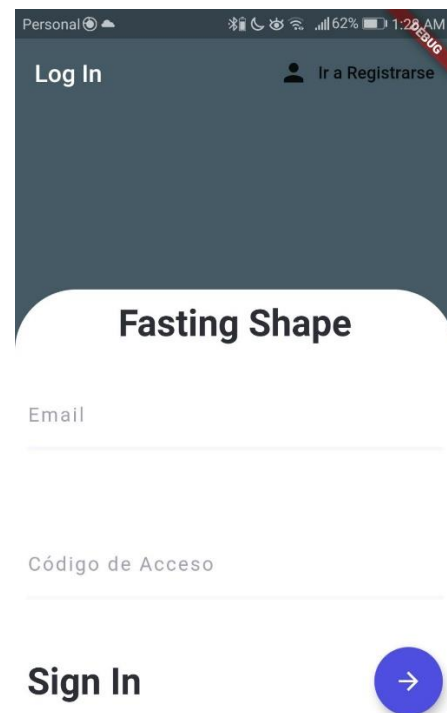 Personal 62% 1:28 AM
DEBUG
Log In Ir a Registrarse
Fasting Shape
Email
Código de Acceso
Sign In